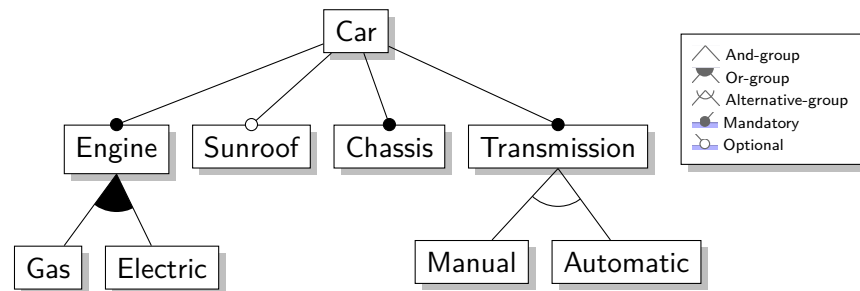 Car
And-group
Or-group
Alternative-group
Mandatory
Optional
Engine
Sunroof
Chassis
Transmission
Gas
Electric
Manual
Automatic